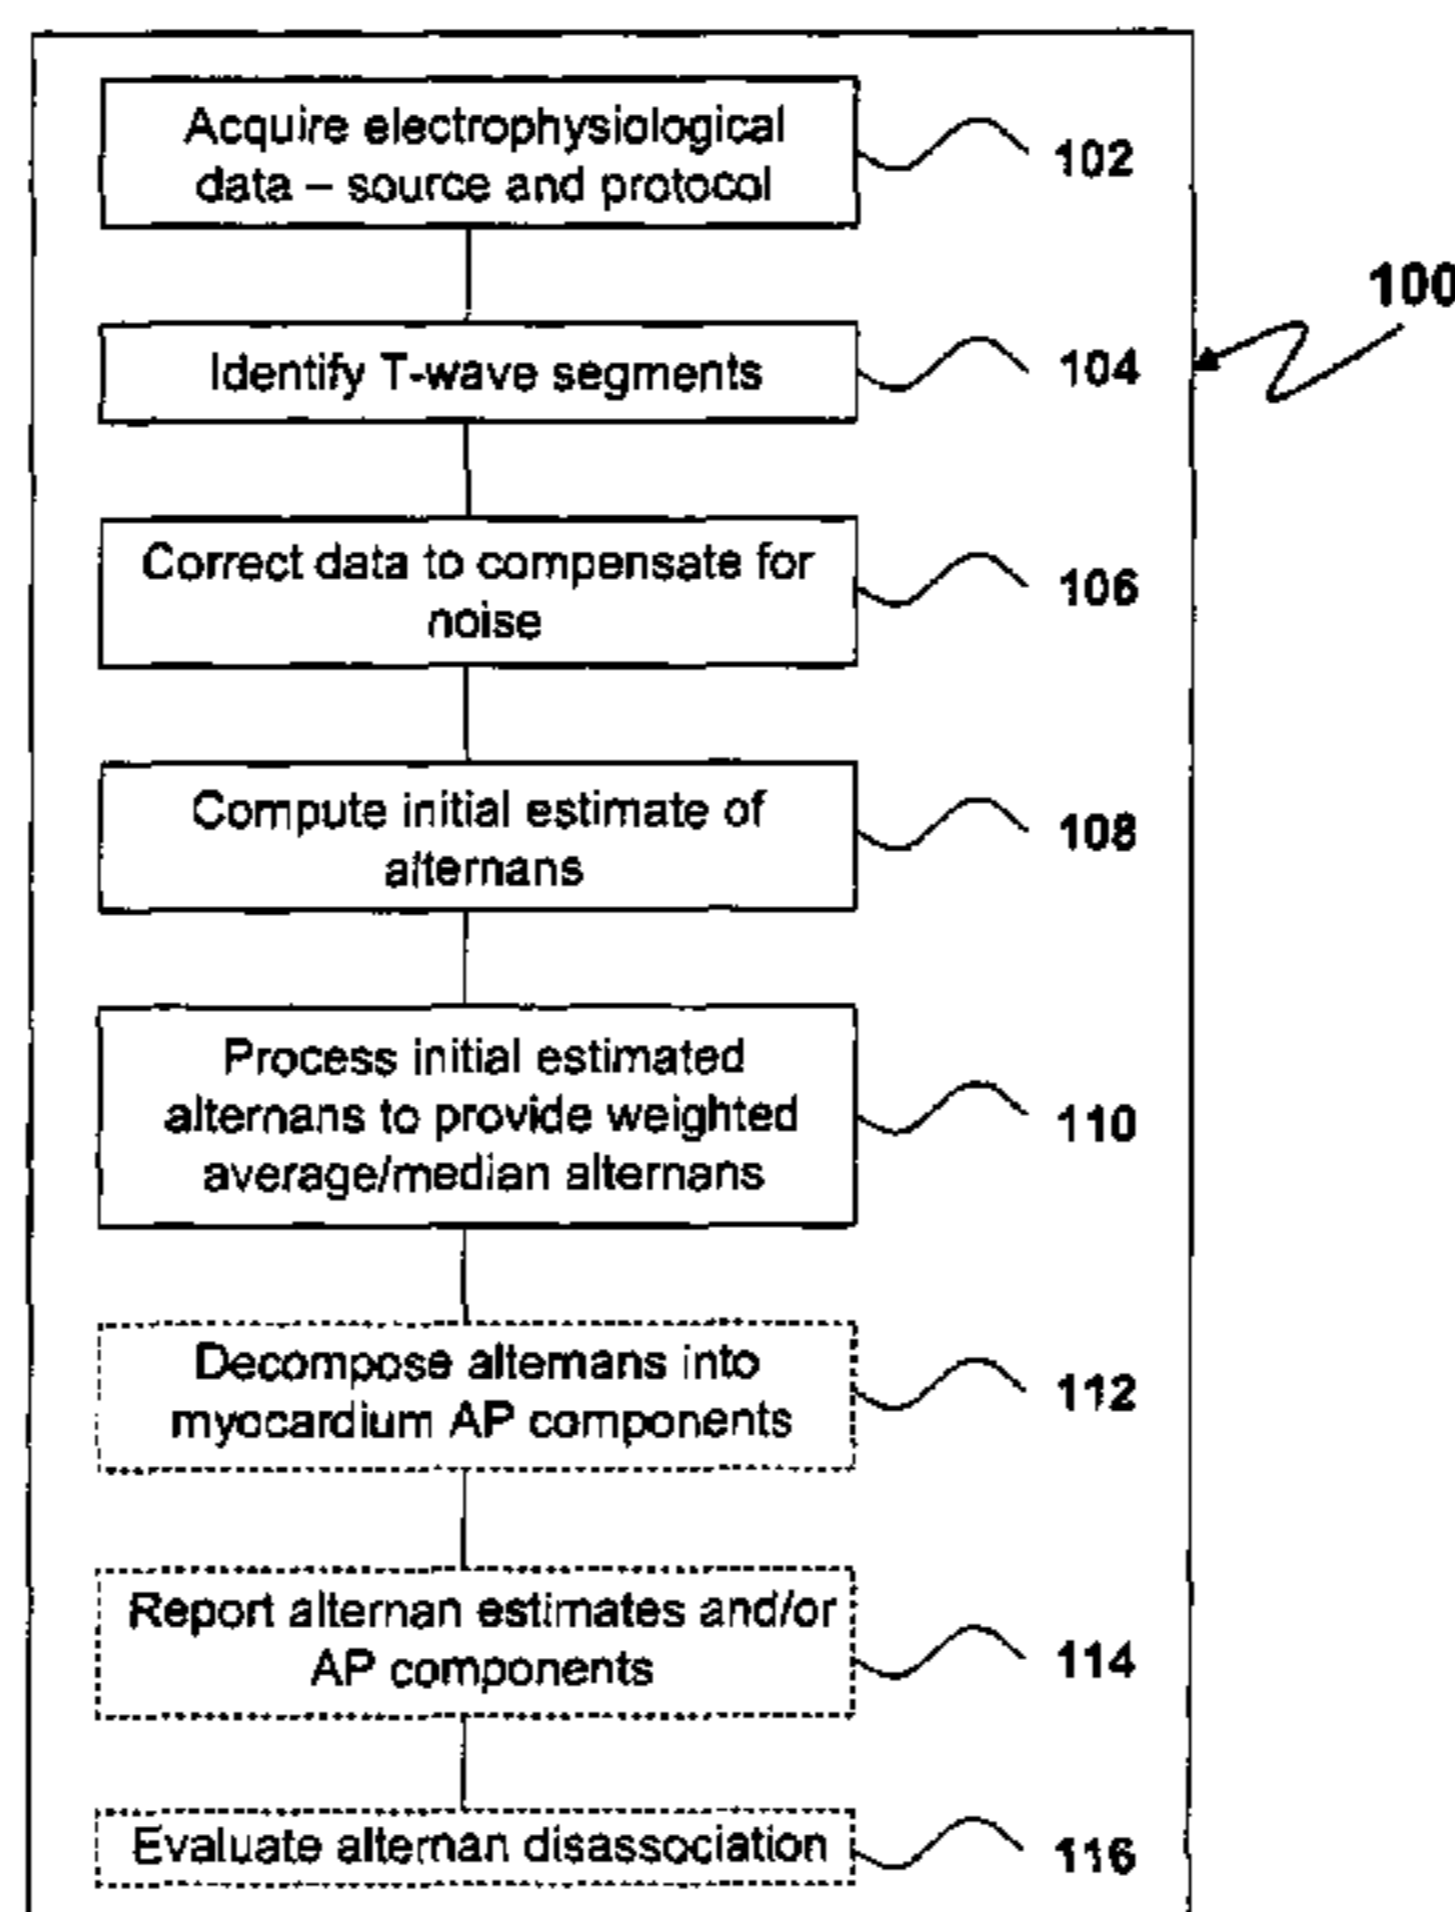 Acquire electrophysiological
data – source and protocol
102
100
Identify T-wave segments
104
Correct data to compensate for
noise
106
Compute initial estimate of
alternans
108
Process initial estimated
alternans to provide weighted
average/median alternans
110
Decompose alternans into
myocardium AP components
112
Report alternan estimates and/or
AP components
114
Evaluate alternan disassociation
116